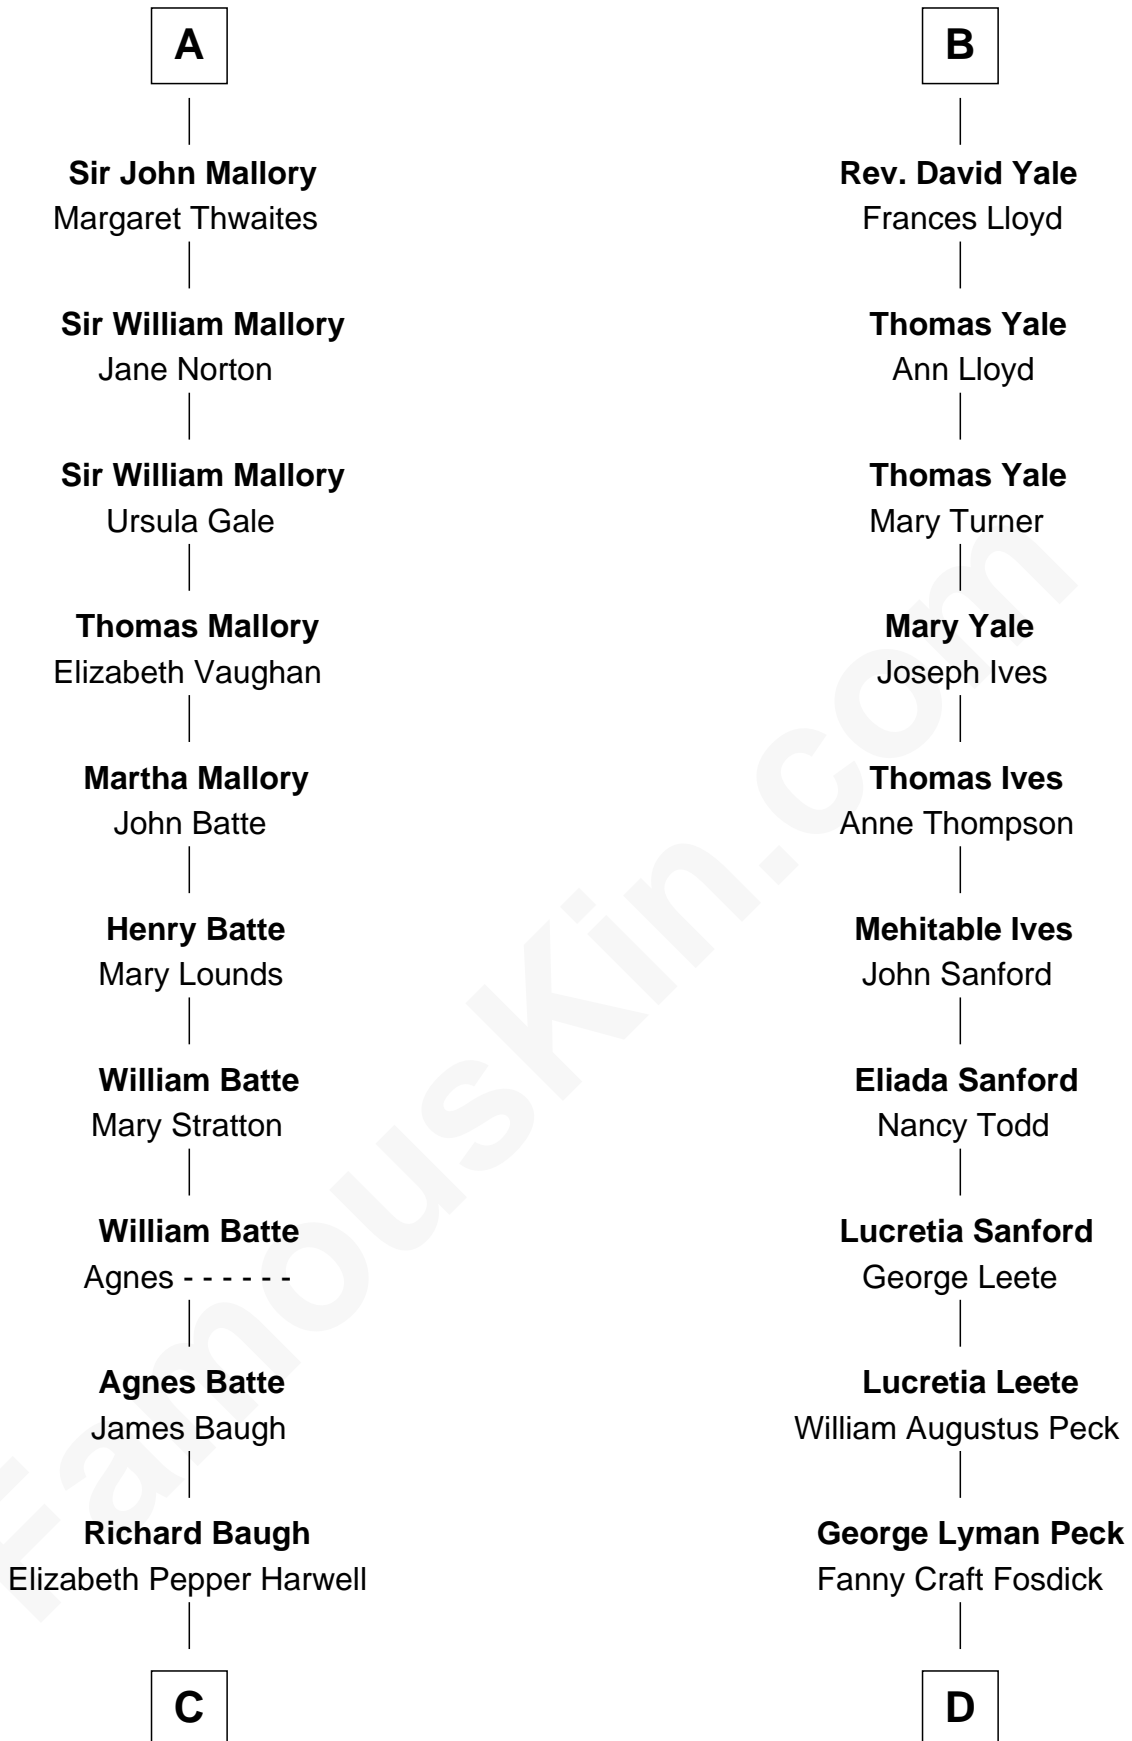 A
Sir John Mallory
Margaret Thwaites
Sir William Mallory
Jane Norton
Sir William Mallory
Ursula Gale
Thomas Mallory
Elizabeth Vaughan
Martha Mallory
John Batte
Henry Batte
Mary Lounds
William Batte
Mary Stratton
William Batte
Agnes - - - - - -
Agnes Batte
James Baugh
Richard Baugh
Elizabeth Pepper Harwell
C
B
Rev. David Yale
Frances Lloyd
Thomas Yale
Ann Lloyd
Thomas Yale
Mary Turner
Mary Yale
Joseph Ives
Thomas Ives
Anne Thompson
Mehitable Ives
John Sanford
Eliada Sanford
Nancy Todd
Lucretia Sanford
George Leete
Lucretia Leete
William Augustus Peck
George Lyman Peck
Fanny Craft Fosdick
D
FamousKin.com